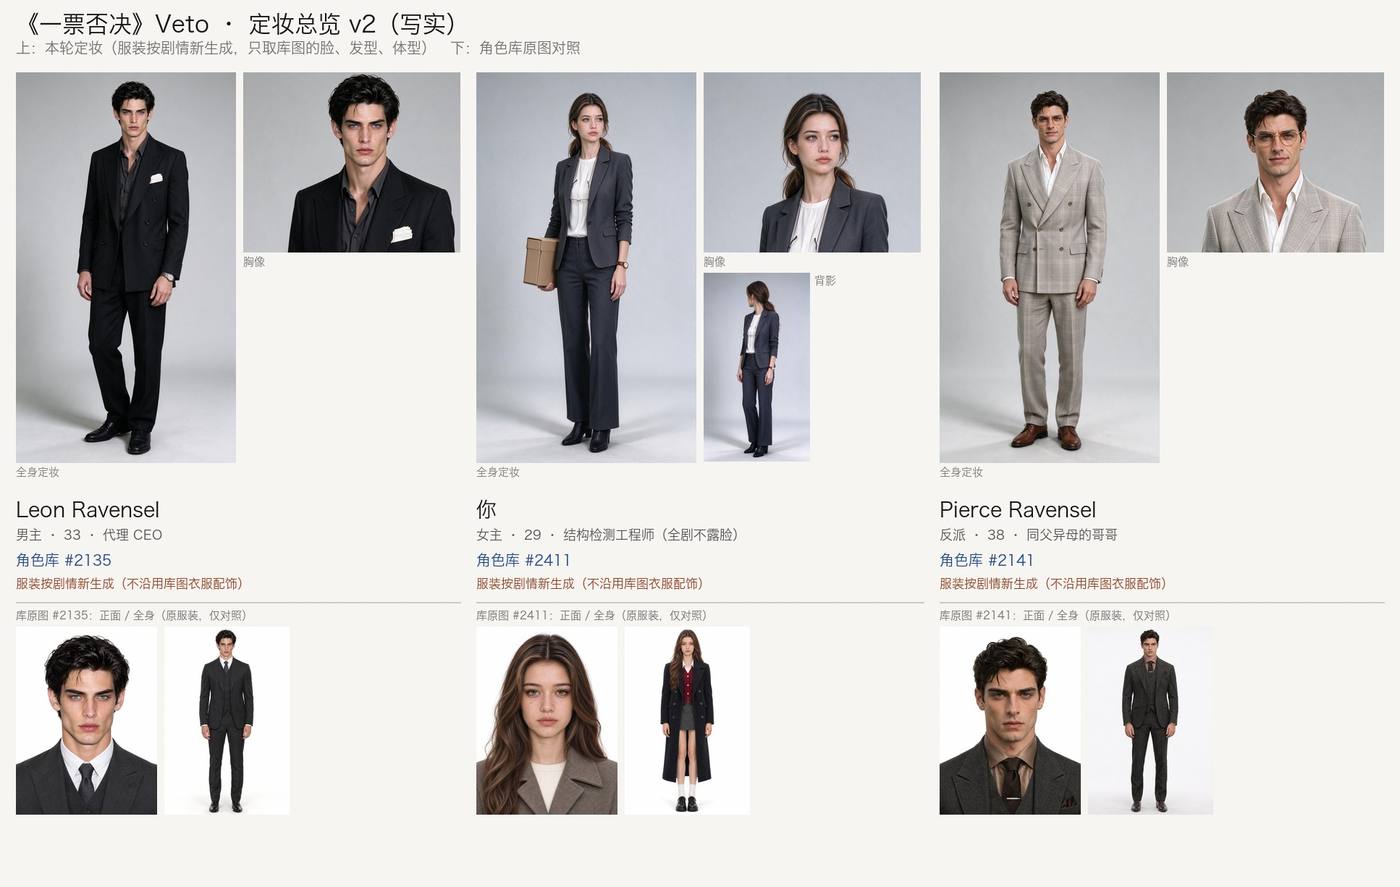 《一票否决》Veto · 定妆总览 v2（写实）
上：本轮定妆（服装按剧情新生成，只取库图的脸、发型、体型） 下：角色库原图对照
胸像
全身定妆
Leon Ravensel
男主 · 33 · 代理 CEO
角色库 #2135
服装按剧情新生成（不沿用库图衣服配饰）
库原图 #2135：正面 / 全身（原服装，仅对照）
胸像
背影
全身定妆
你
女主 · 29 · 结构检测工程师（全剧不露脸）
角色库 #2411
服装按剧情新生成（不沿用库图衣服配饰）
库原图 #2411：正面 / 全身（原服装，仅对照）
胸像
全身定妆
Pierce Ravensel
反派 · 38 · 同父异母的哥哥
角色库 #2141
服装按剧情新生成（不沿用库图衣服配饰）
库原图 #2141：正面 / 全身（原服装，仅对照）